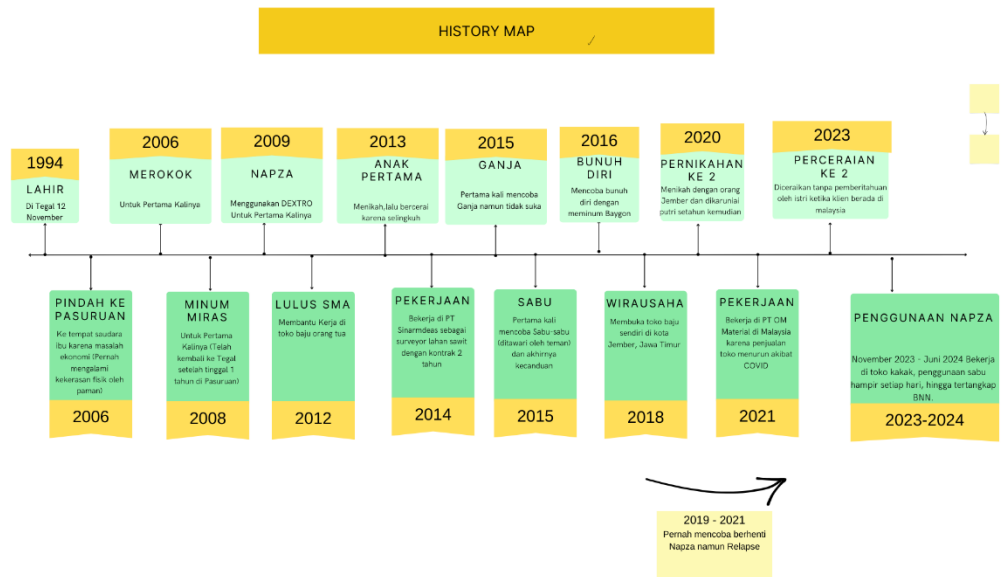 HISTORY MAP
1994
LAHIR
Di Tegal 12
November
2006
MEROKOK
Untuk Pertama Kalinya
2009
NAPZA
Menggunakan DEXTRO
Untuk Pertama Kalinya
2013
ANAK
PERTAMA
Menikah,lalu bercerai
karena selingkuh
2015
GANJA
Pertama kali mencoba
Ganja namun tidak suka
2016
BUNUH
DIRI
Mencoba bunuh
diri dengan
meminum Baygon
2020
PERNIKAHAN
KE 2
Menikah dengan orang
Jember dan dikaruniai
putri setahun kemudian
2023
PERCERAIAN
KE 2
Diceraikan tanpa pemberitahuan
oleh istri ketika klien berada di
malaysia
PINDAH KE
PASURUAN
Ke tempat saudara
ibu karena masalah
ekonomi (Pernah
mengalami
kekerasan fisik oleh
paman)
2006
MINUM
MIRAS
Untuk Pertama
Kalinya (Telah
kembali ke Tegal
setelah tinggal 1
tahun di Pasuruan)
2008
LULUS SMA
Membantu Kerja di
toko baju orang tua
2012
PEKERJAAN
Bekerja di PT
Sinarmdeas sebagai
surveyor lahan sawit
dengan kontrak 2
tahun
2014
SABU
Pertama kali
mencoba Sabu-sabu
(ditawari oleh teman)
dan akhirnya
kecanduan
2015
WIRAUSAHA
Membuka toko baju
sendiri di kota
Jember, Jawa Timur
2018
PEKERJAAN
Bekerja di PT OM
Material di Malaysia
karena penjualan
toko menurun akibat
COVID
2021
PENGGUNAAN NAPZA
November 2023 - Juni 2024 Bekerja
di toko kakak, penggunaan sabu
hampir setiap hari, hingga tertangkap
BNN.
2023-2024
2019 - 2021
Pernah mencoba berhenti
Napza namun Relapse